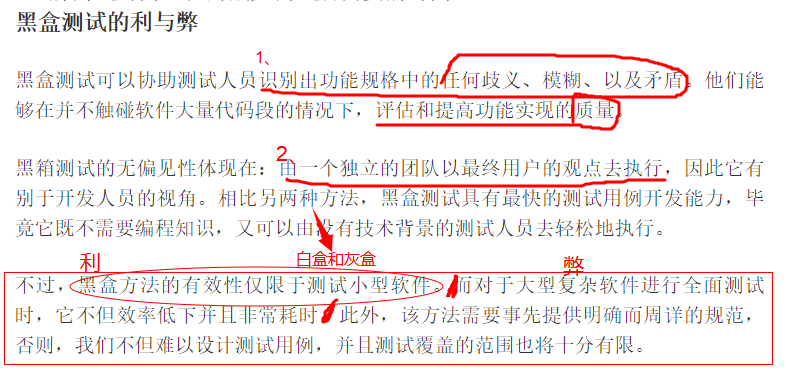 黑盒测试的利与弊
1、
黑盒测试可以协助测试人员识别出功能规格中的任何歧义、模糊、以及矛盾。他们能
够在并不触碰软件大量代码段的情况下，评估和提高功能实现的质量。
2
黑箱测试的无偏见性体现在：由一个独立的团队以最终用户的观点去执行，因此它有
别于开发人员的视角。相比另两种方法，黑盒测试具有最快的测试用例开发能力，毕
竟它既不需要编程知识，又可以由没有技术背景的测试人员去轻松地执行。
利 白盒和灰盒 弊
不过，黑盒方法的有效性仅限于测试小型软件。而对于大型复杂软件进行全面测试
时，它不但效率低下并且非常耗时。此外，该方法需要事先提供明确而周详的规范，
否则，我们不但难以设计测试用例，并且测试覆盖的范围也将十分有限。